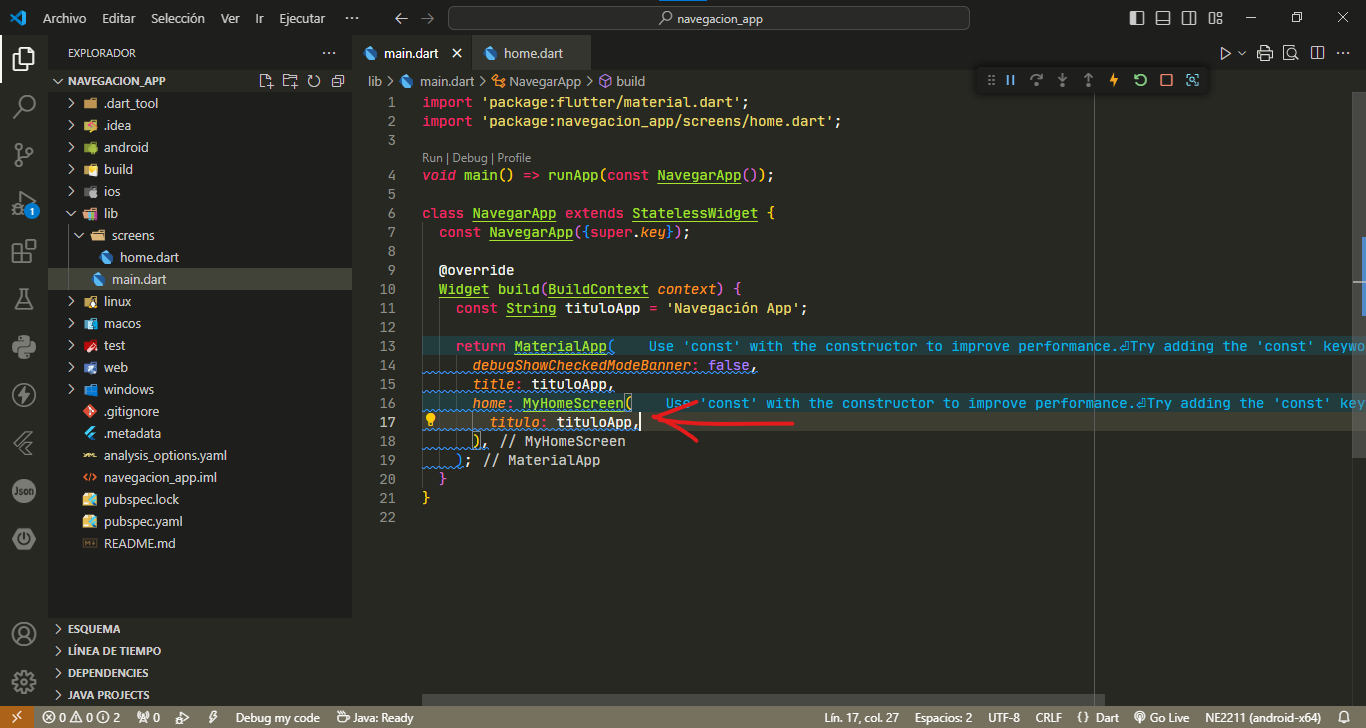 Archivo Editar Selección Ver Ir Ejecutar ··· navegacion_app
EXPLORADOR ···
NAVEGACION_APP
.dart_tool
.idea
android
build
ios
lib
screens
home.dart
main.dart
linux
macos
test
web
windows
.gitignore
.metadata
analysis_options.yaml
navegacion_app.iml
pubspec.lock
pubspec.yaml
README.md
ESQUEMA
LÍNEA DE TIEMPO
DEPENDENCIES
JAVA PROJECTS
1
Json
main.dart home.dart
lib > main.dart > NavegarApp > build
1 import 'package:flutter/material.dart';
2 import 'package:navegacion_app/screens/home.dart';
3
Run | Debug | Profile
4 void main() => runApp(const NavegarApp());
5
6 class NavegarApp extends StatelessWidget {
7 const NavegarApp({super.key});
8
9 @override
10 Widget build(BuildContext context) {
11 const String tituloApp = 'Navegación App';
12
13 return MaterialApp( Use 'const' with the constructor to improve performance.⏎Try adding the 'const' keywo
14 debugShowCheckedModeBanner: false,
15 title: tituloApp,
16 home: MyHomeScreen( Use 'const' with the constructor to improve performance.⏎Try adding the 'const' key
17 titulo: tituloApp,
18 ), // MyHomeScreen
19 ); // MaterialApp
20 }
21 }
22
0 0 2 0 Debug my code Java: Ready Lín. 17, col. 27 Espacios: 2 UTF-8 CRLF {} Dart Go Live NE2211 (android-x64)